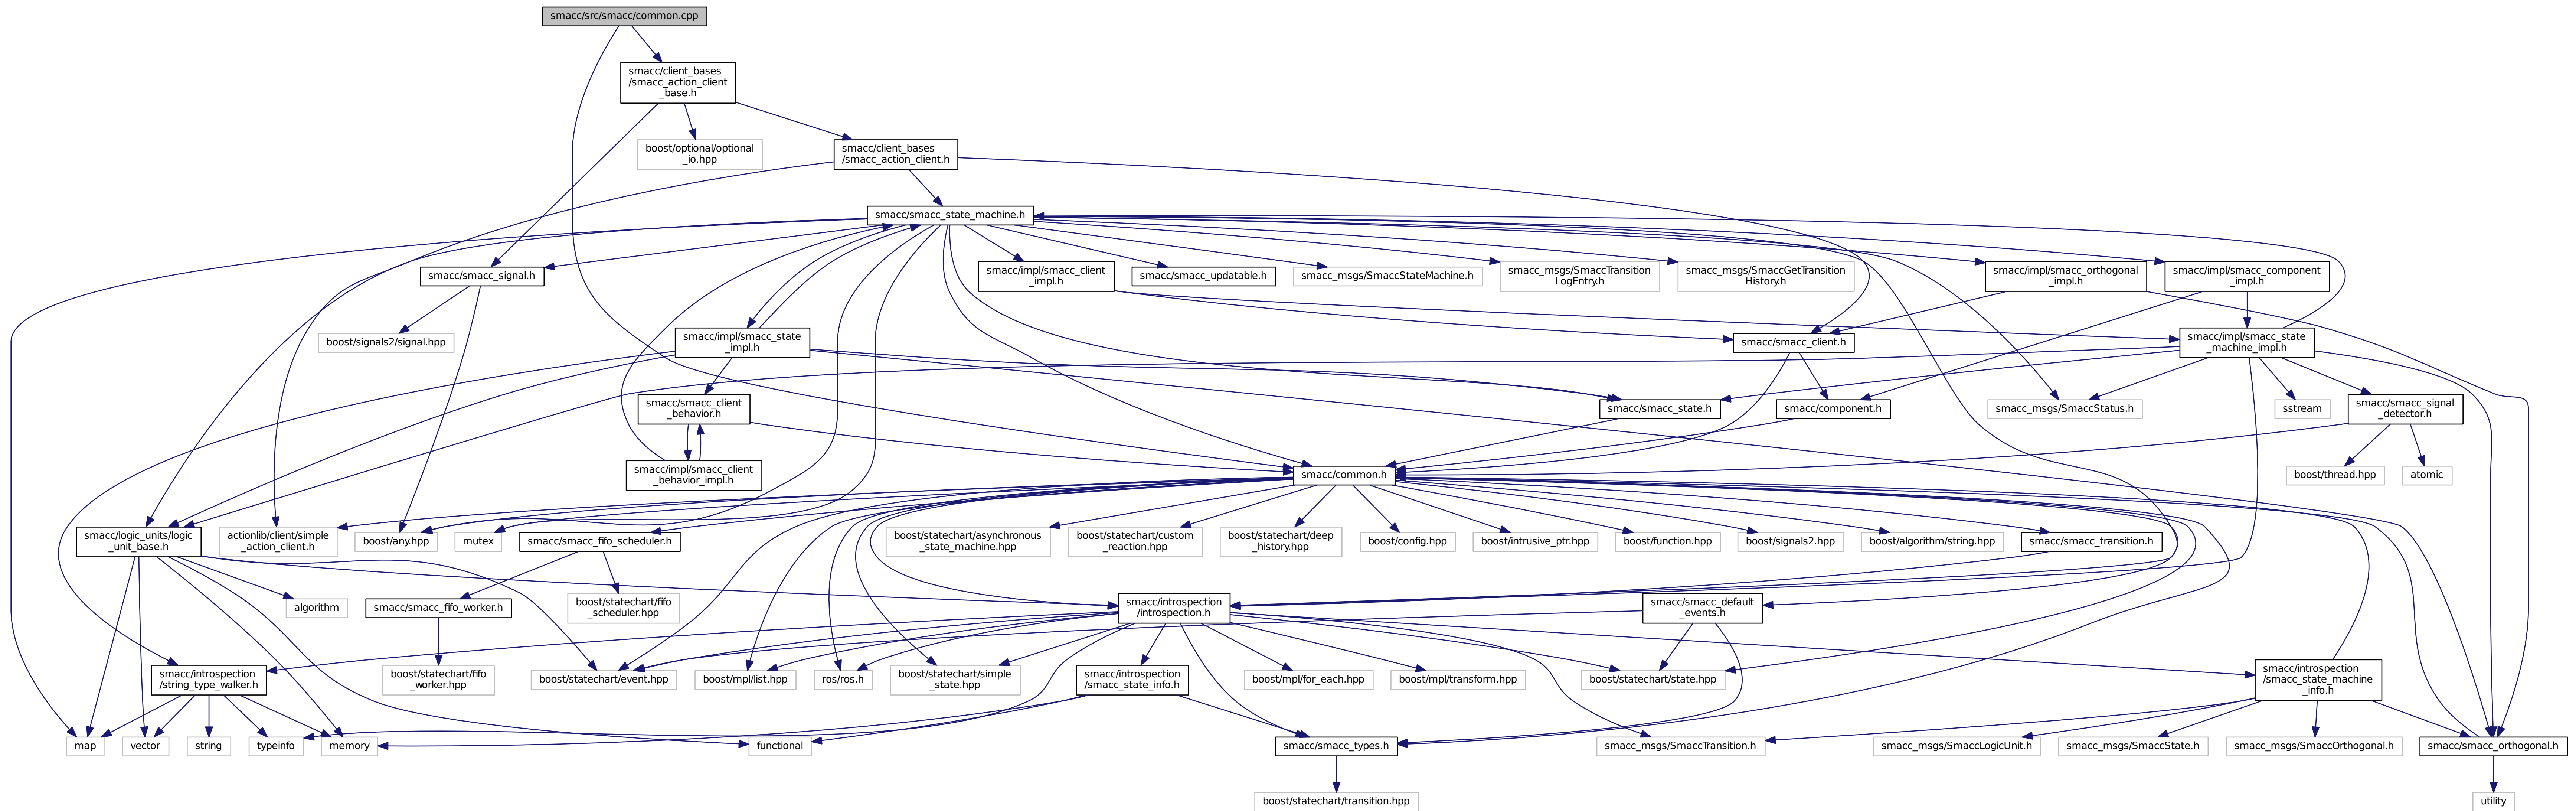 smacc/src/smacc/common.cpp
smacc/client_bases
/smacc_action_client
_base.h
boost/optional/optional
_io.hpp
smacc/client_bases
/smacc_action_client.h
smacc/smacc_state_machine.h
smacc/smacc_signal.h
smacc/impl/smacc_client
_impl.h
smacc/smacc_updatable.h
smacc_msgs/SmaccStateMachine.h
smacc_msgs/SmaccTransition
LogEntry.h
smacc_msgs/SmaccGetTransition
History.h
smacc/impl/smacc_orthogonal
_impl.h
smacc/impl/smacc_component
_impl.h
boost/signals2/signal.hpp
smacc/impl/smacc_state
_impl.h
smacc/smacc_client.h
smacc/impl/smacc_state
_machine_impl.h
smacc/smacc_client
_behavior.h
smacc/smacc_state.h
smacc/component.h
smacc_msgs/SmaccStatus.h
sstream
smacc/smacc_signal
_detector.h
smacc/impl/smacc_client
_behavior_impl.h
smacc/common.h
boost/thread.hpp
atomic
smacc/logic_units/logic
_unit_base.h
actionlib/client/simple
_action_client.h
boost/any.hpp
mutex
smacc/smacc_fifo_scheduler.h
boost/statechart/asynchronous
_state_machine.hpp
boost/statechart/custom
_reaction.hpp
boost/statechart/deep
_history.hpp
boost/config.hpp
boost/intrusive_ptr.hpp
boost/function.hpp
boost/signals2.hpp
boost/algorithm/string.hpp
smacc/smacc_transition.h
algorithm
smacc/smacc_fifo_worker.h
boost/statechart/fifo
_scheduler.hpp
smacc/introspection
/introspection.h
smacc/smacc_default
_events.h
smacc/introspection
/string_type_walker.h
boost/statechart/fifo
_worker.hpp
boost/statechart/event.hpp
boost/mpl/list.hpp
ros/ros.h
boost/statechart/simple
_state.hpp
smacc/introspection
/smacc_state_info.h
boost/mpl/for_each.hpp
boost/mpl/transform.hpp
boost/statechart/state.hpp
smacc/introspection
/smacc_state_machine
_info.h
map
vector
string
typeinfo
memory
functional
smacc/smacc_types.h
smacc_msgs/SmaccTransition.h
smacc_msgs/SmaccLogicUnit.h
smacc_msgs/SmaccState.h
smacc_msgs/SmaccOrthogonal.h
smacc/smacc_orthogonal.h
boost/statechart/transition.hpp
utility